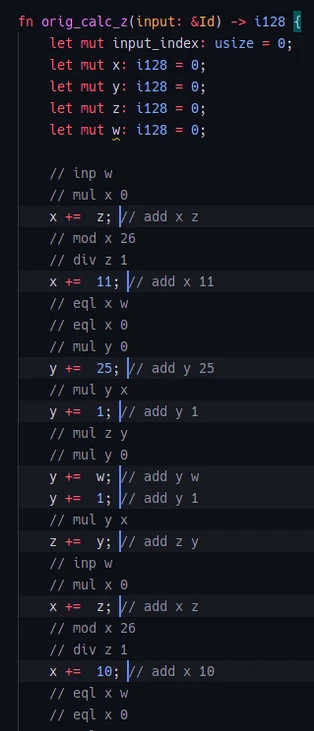 fn orig_calc_z(input: &Id) -> i128 {
let mut input_index: usize = 0;
let mut x: i128 = 0;
let mut y: i128 = 0;
let mut z: i128 = 0;
let mut w: i128 = 0;
// inp w
// mul x 0
x +=  z; // add x z
// mod x 26
// div z 1
x +=  11; // add x 11
// eql x w
// eql x 0
// mul y 0
y +=  25; // add y 25
// mul y x
y +=  1; // add y 1
// mul z y
// mul y 0
y +=  w; // add y w
y +=  1; // add y 1
// mul y x
z +=  y; // add z y
// inp w
// mul x 0
x +=  z; // add x z
// mod x 26
// div z 1
x +=  10; // add x 10
// eql x w
// eql x 0